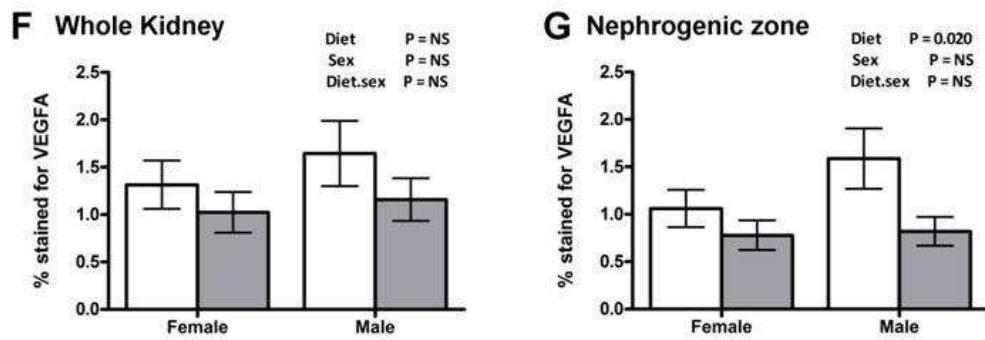 F Whole Kidney
Diet P = NS
Sex P = NS
Diet.sex P = NS
% stained for VEGFA
2.5
2.0
1.5
1.0
0.5
0.0
Female Male
G Nephrogenic zone
Diet P = 0.020
Sex P = NS
Diet.sex P = NS
% stained for VEGFA
2.5
2.0
1.5
1.0
0.5
0.0
Female Male